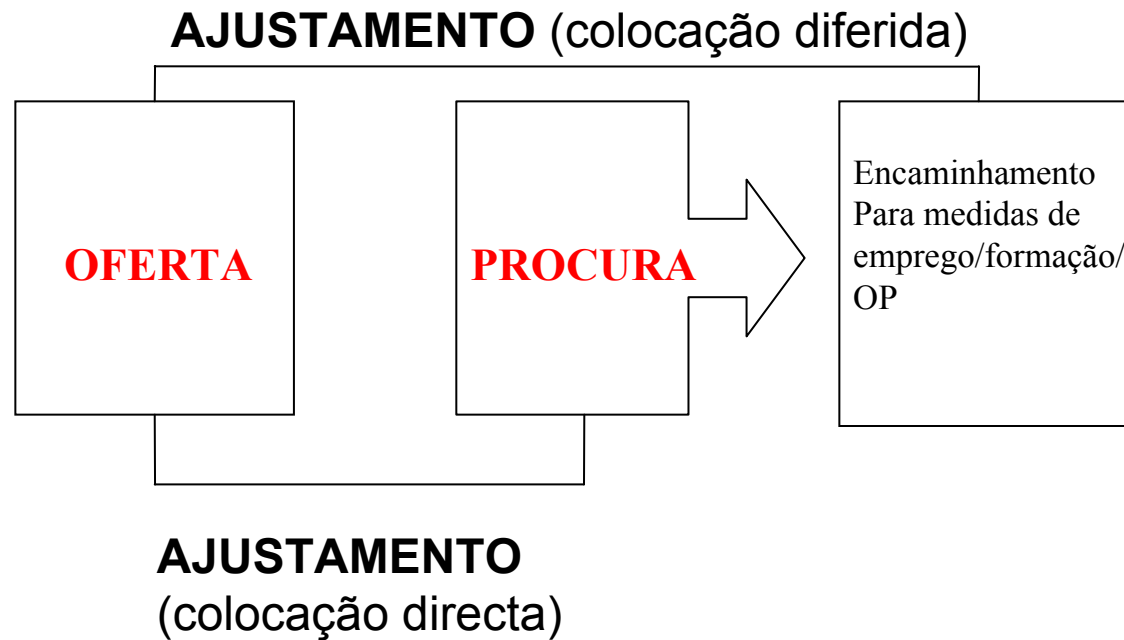 AJUSTAMENTO (colocação diferida)
OFERTA
PROCURA
Encaminhamento
Para medidas de
emprego/formação/
OP
AJUSTAMENTO
(colocação directa)